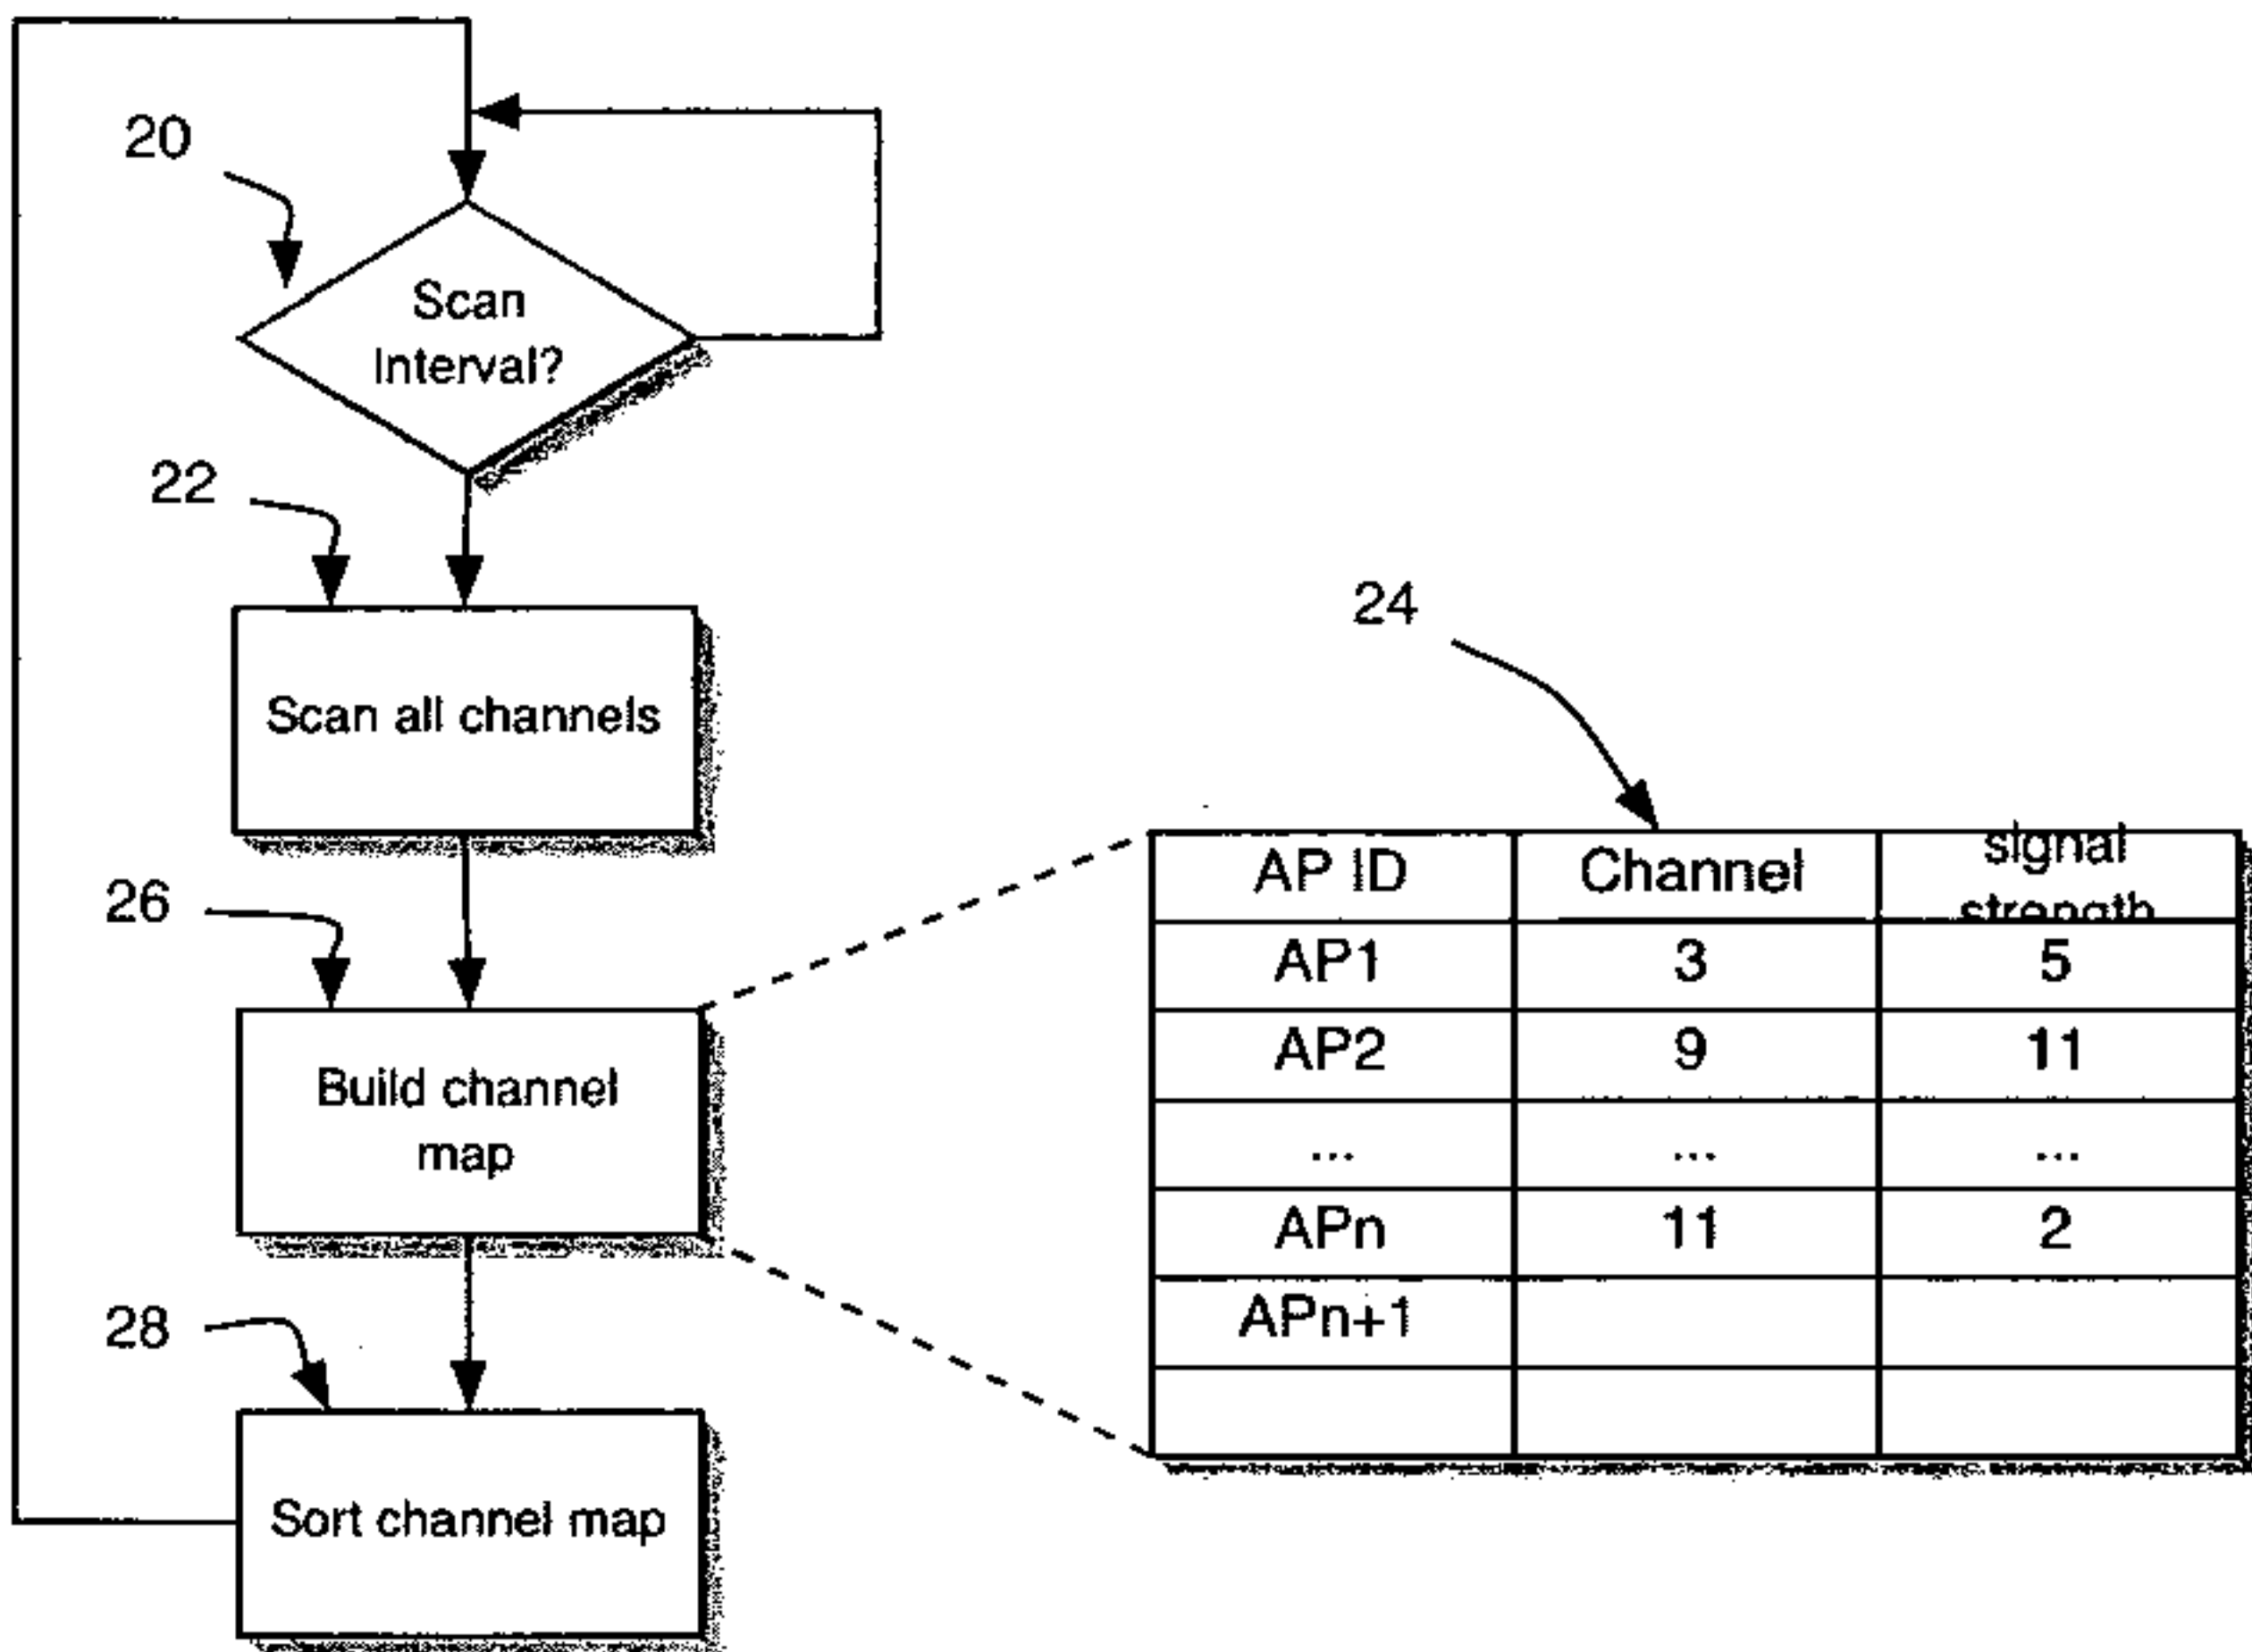 20
Scan
Interval?
22
Scan all channels
24
26
Build channel
map
AP ID Channel signal
strength
AP1 3 5
AP2 9 11
... ... ...
APn 11 2
APn+1
28
Sort channel map